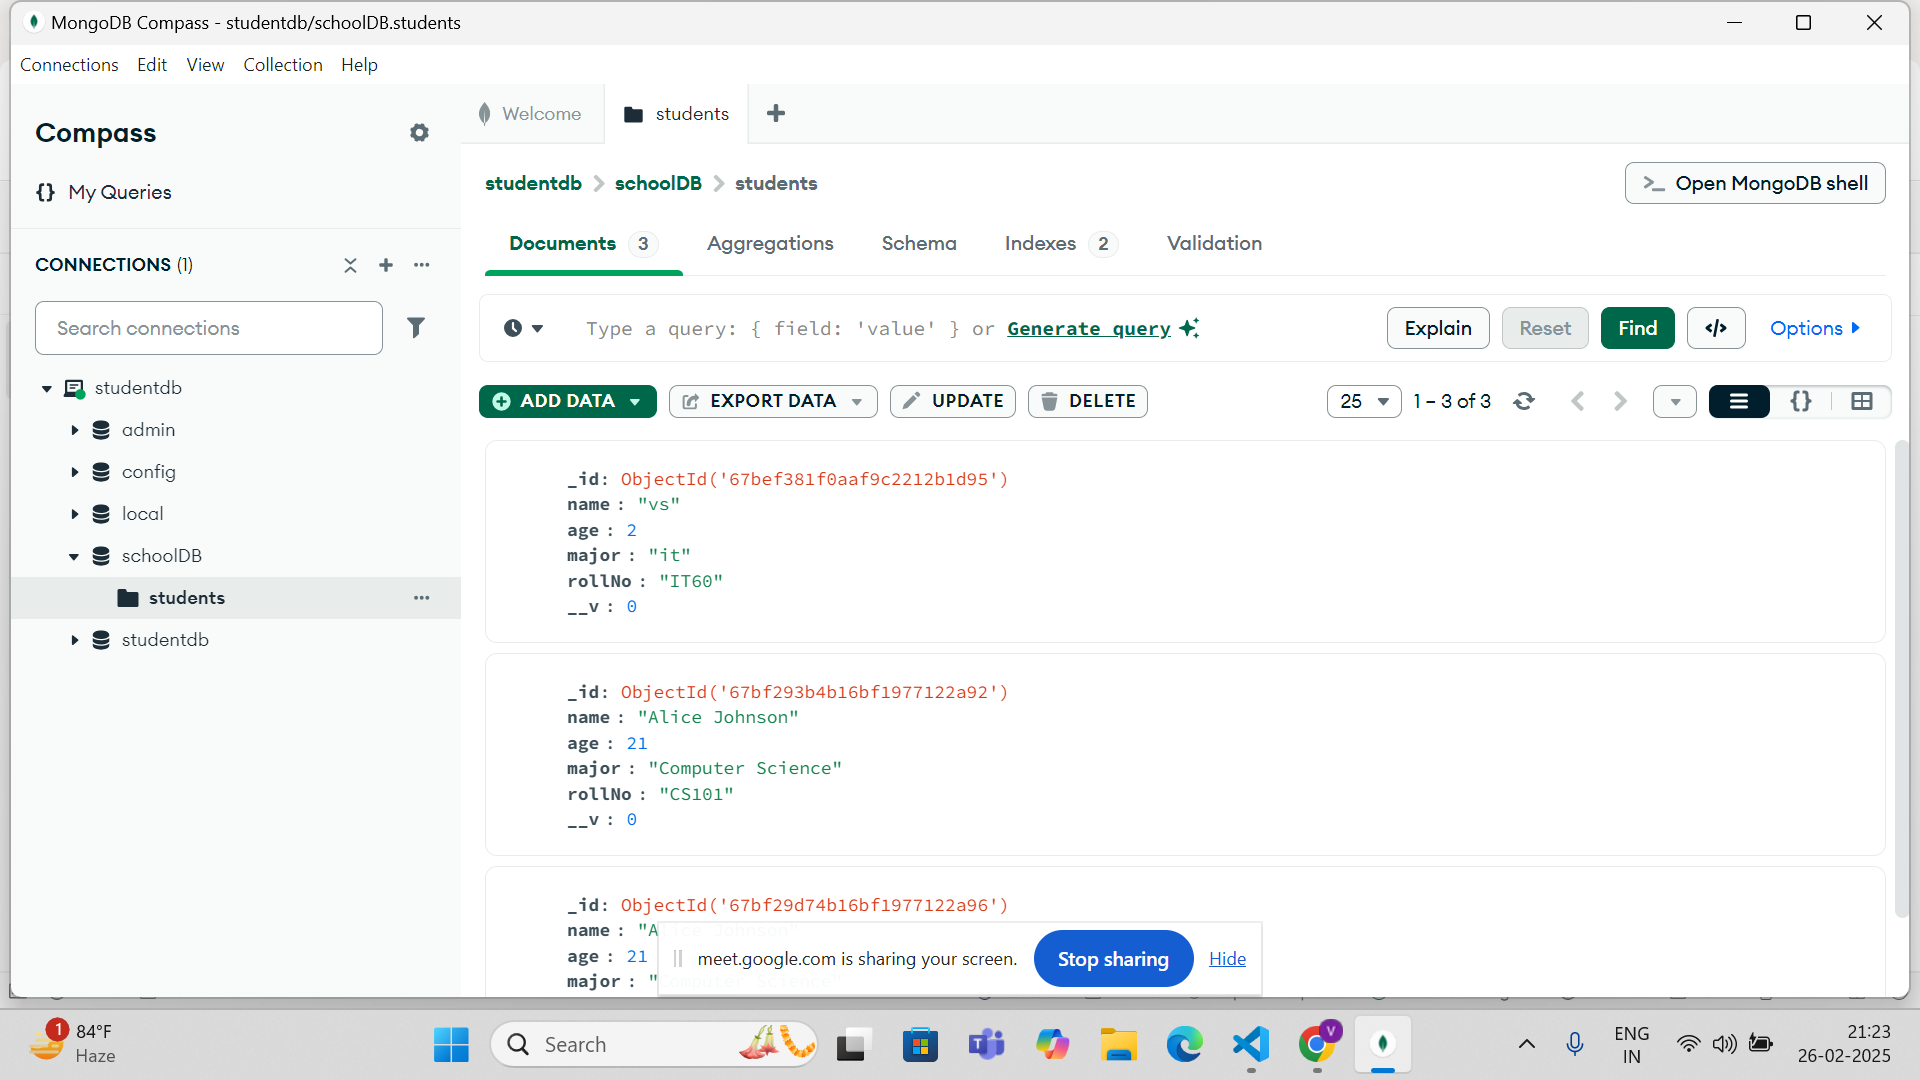 MongoDB Compass - studentdb/schoolDB.students
Connections Edit View Collection Help
Compass
{} My Queries
CONNECTIONS (1)
Search connections
studentdb
admin
config
local
schoolDB
students
studentdb
Welcome
students
studentdb > schoolDB > students
>_ Open MongoDB shell
Documents 3 Aggregations Schema Indexes 2 Validation
Type a query: { field: 'value' } or Generate query
Explain Reset Find </> Options
ADD DATA EXPORT DATA UPDATE DELETE
25 1 – 3 of 3 {}
_id: ObjectId('67bef381f0aaf9c2212b1d95')
name : "vs"
age : 2
major : "it"
rollNo : "IT60"
__v : 0
_id: ObjectId('67bf293b4b16bf1977122a92')
name : "Alice Johnson"
age : 21
major : "Computer Science"
rollNo : "CS101"
__v : 0
_id: ObjectId('67bf29d74b16bf1977122a96')
name : "Alice Johnson"
age : 21
major : "Computer Science"
meet.google.com is sharing your screen. Stop sharing Hide
1
84°F
Haze
Search
V
ENG
IN
21:23
26-02-2025